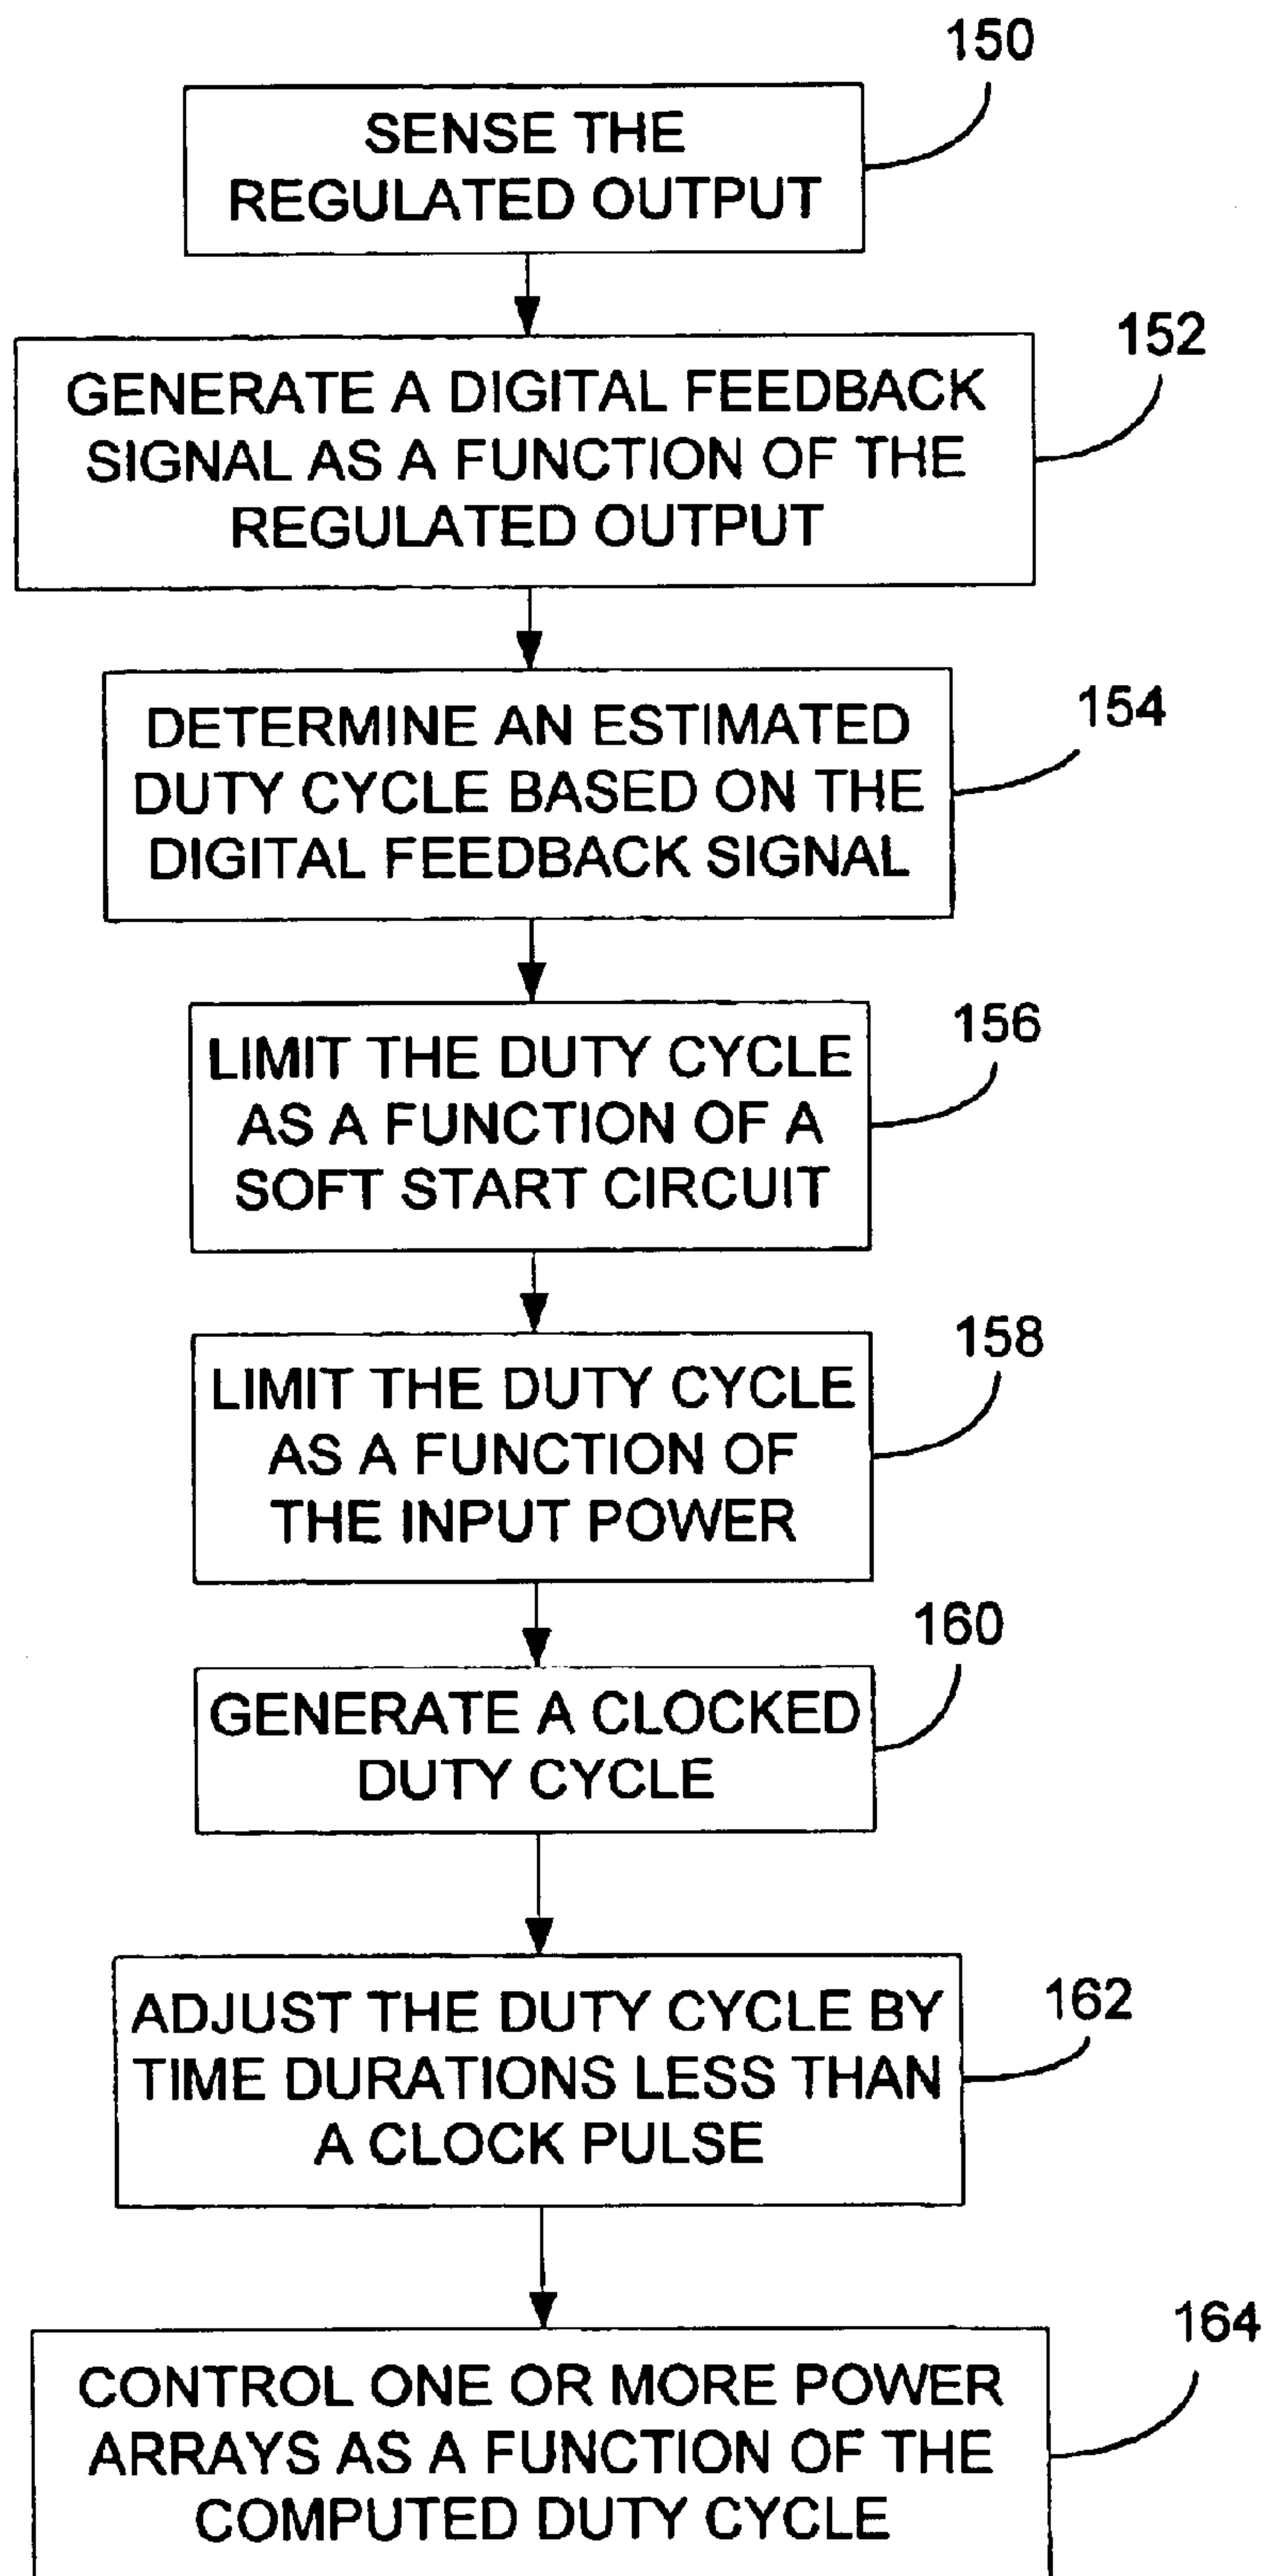 150
SENSE THE
REGULATED OUTPUT
152
GENERATE A DIGITAL FEEDBACK
SIGNAL AS A FUNCTION OF THE
REGULATED OUTPUT
154
DETERMINE AN ESTIMATED
DUTY CYCLE BASED ON THE
DIGITAL FEEDBACK SIGNAL
156
LIMIT THE DUTY CYCLE
AS A FUNCTION OF A
SOFT START CIRCUIT
158
LIMIT THE DUTY CYCLE
AS A FUNCTION OF
THE INPUT POWER
160
GENERATE A CLOCKED
DUTY CYCLE
162
ADJUST THE DUTY CYCLE BY
TIME DURATIONS LESS THAN
A CLOCK PULSE
164
CONTROL ONE OR MORE POWER
ARRAYS AS A FUNCTION OF THE
COMPUTED DUTY CYCLE